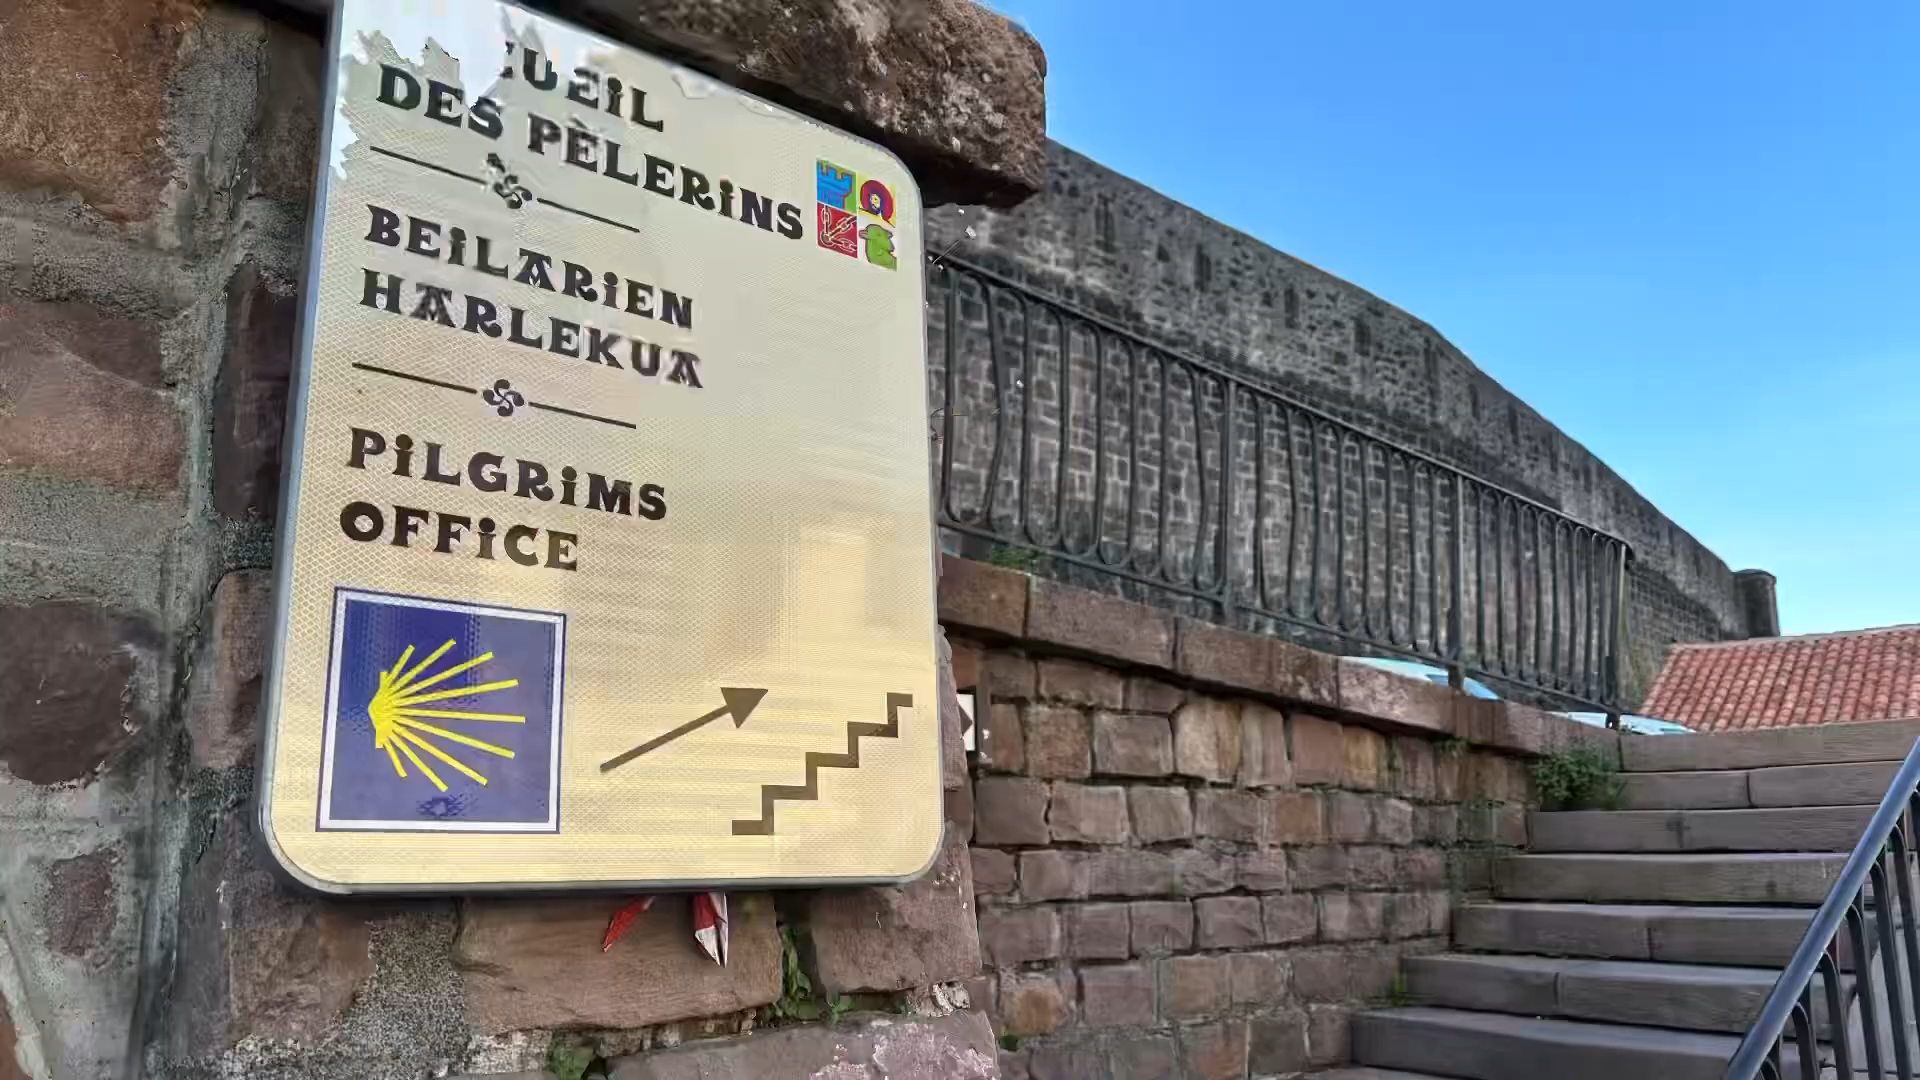 DES PÈLERiNS
BEiLARiEN
HARLEKUA
PiLGRiMS
OFFiCE